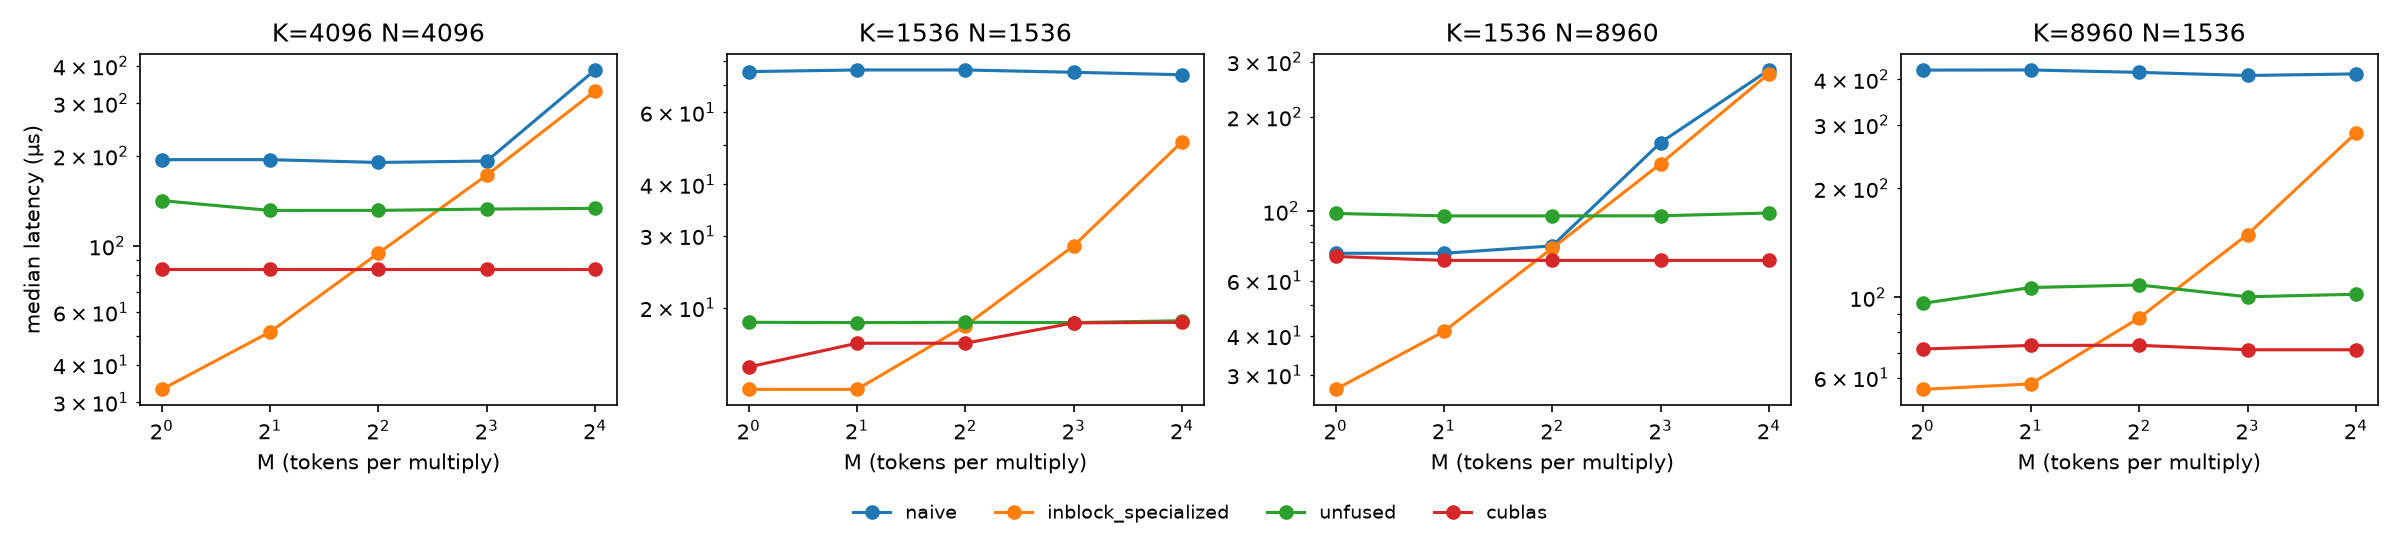 K=4096 N=4096
median latency (µs)
4 × 10²
3 × 10²
2 × 10²
10²
6 × 10¹
4 × 10¹
3 × 10¹
2⁰ 2¹ 2² 2³ 2⁴
M (tokens per multiply)
K=1536 N=1536
6 × 10¹
4 × 10¹
3 × 10¹
2 × 10¹
2⁰ 2¹ 2² 2³ 2⁴
M (tokens per multiply)
K=1536 N=8960
3 × 10²
2 × 10²
10²
6 × 10¹
4 × 10¹
3 × 10¹
2⁰ 2¹ 2² 2³ 2⁴
M (tokens per multiply)
K=8960 N=1536
4 × 10²
3 × 10²
2 × 10²
10²
6 × 10¹
2⁰ 2¹ 2² 2³ 2⁴
M (tokens per multiply)
naive inblock_specialized unfused cublas